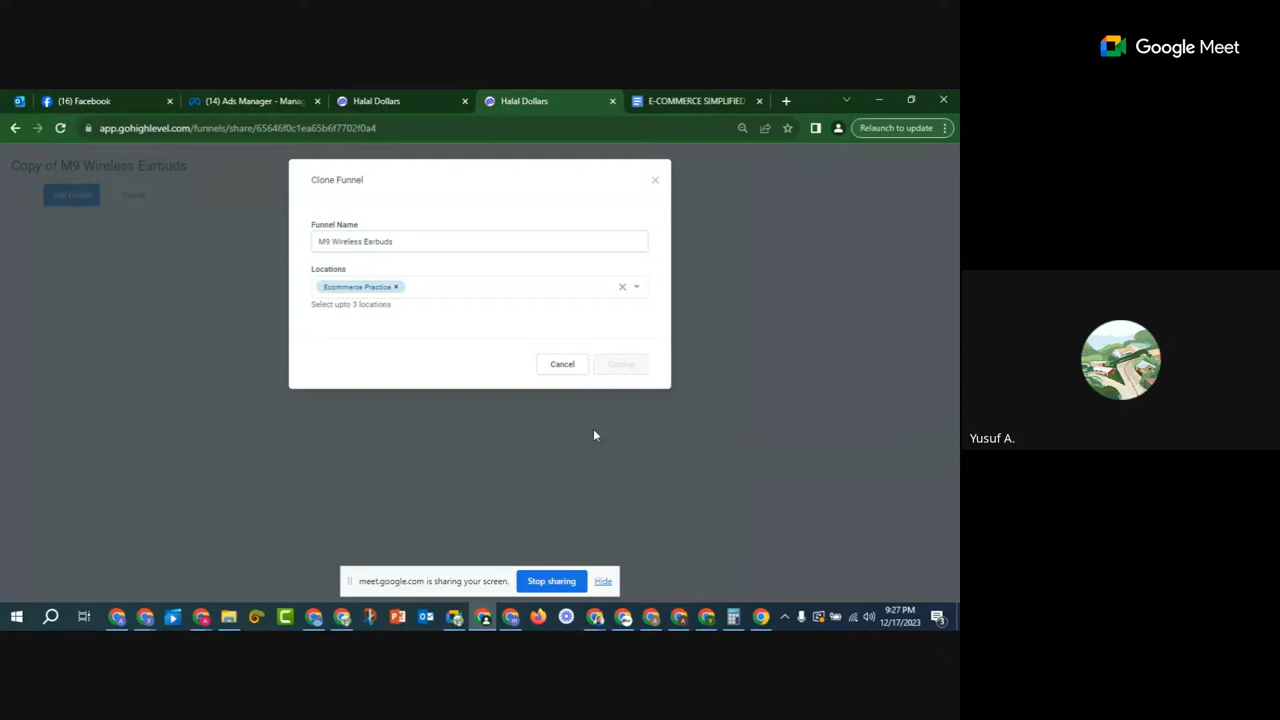 Google Meet
(16) Facebook
(14) Ads Manager - Manag
Halal Dollars
Halal Dollars
E-COMMERCE SIMPLIFIED
app.gohighlevel.com/funnels/share/65646f0c1ea65b6f7702f0a4
Relaunch to update
Copy of M9 Wireless Earbuds
Clone Funnel
Funnel Name
M9 Wireless Earbuds
Locations
Ecommerce Practice
Select upto 3 locations
Cancel
Cloning
Yusuf A.
meet.google.com is sharing your screen.
Stop sharing
Hide
9:27 PM
12/17/2023
3